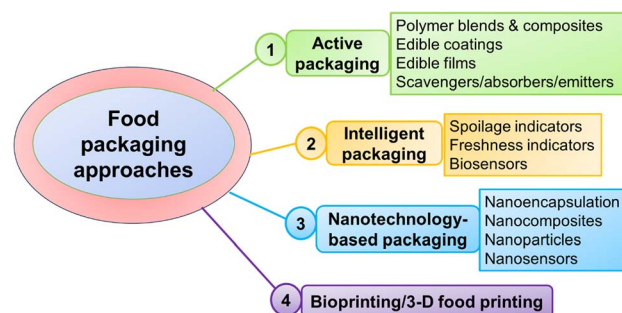 Food
packaging
approaches
1
Active
packaging
Polymer blends & composites
Edible coatings
Edible films
Scavengers/absorbers/emitters
2
Intelligent
packaging
Spoilage indicators
Freshness indicators
Biosensors
3
Nanotechnology-
based packaging
Nanoencapsulation
Nanocomposites
Nanoparticles
Nanosensors
4
Bioprinting/3-D food printing